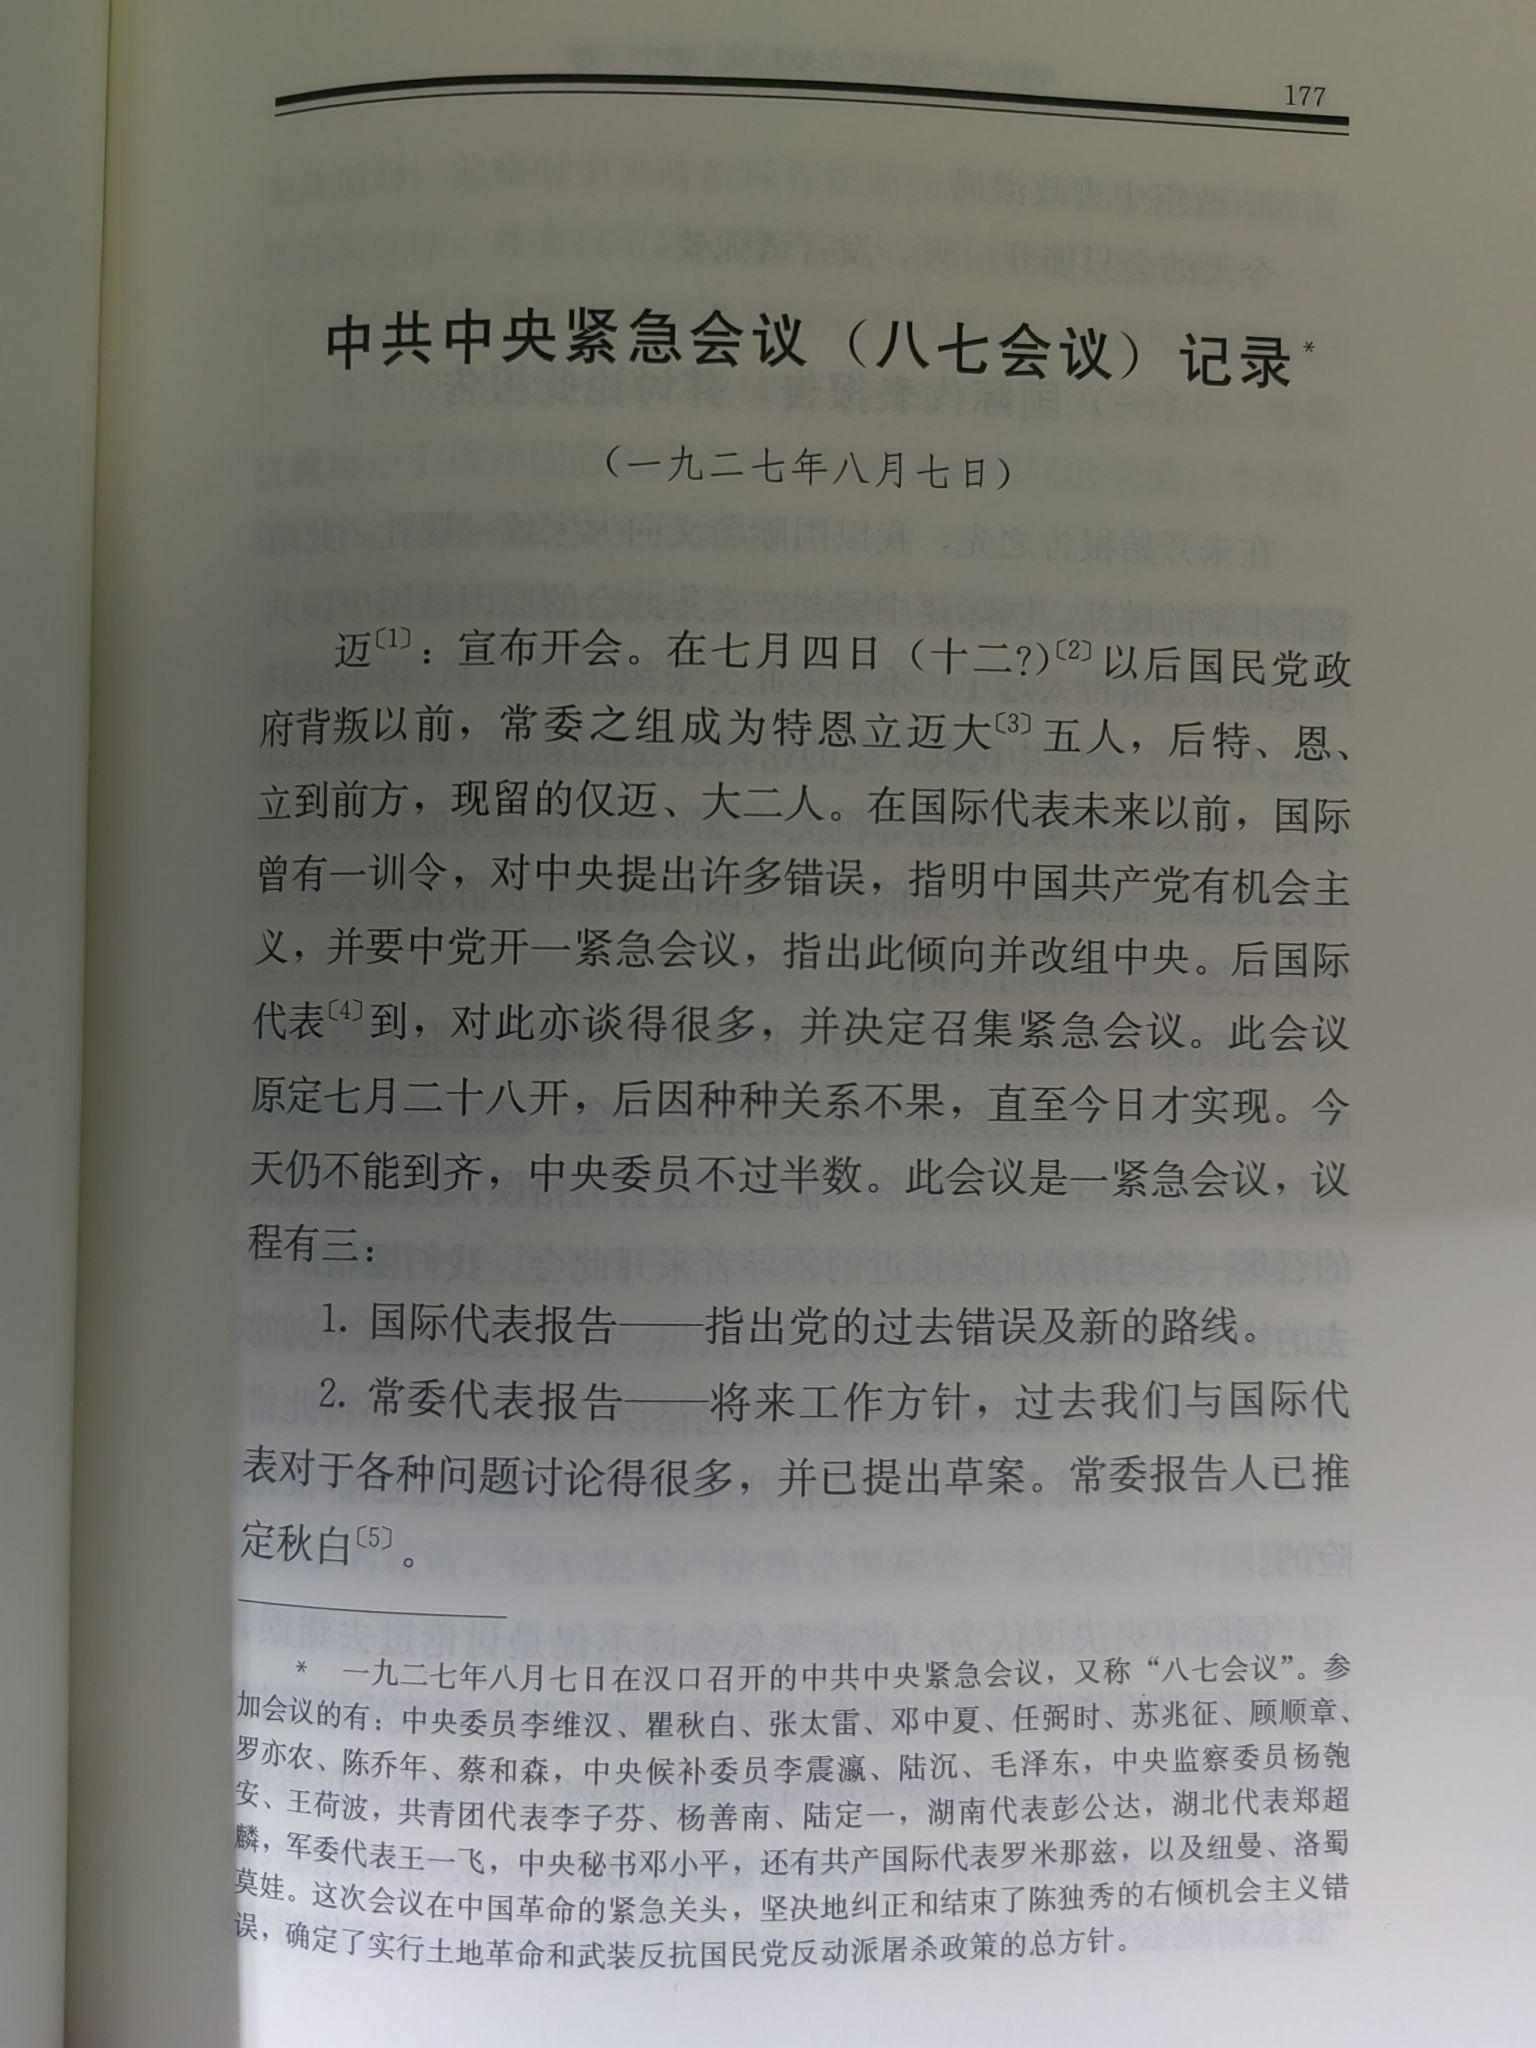 177
中共中央紧急会议（八七会议）记录*
（一九二七年八月七日）
迈〔1〕：宣布开会。在七月四日（十二?）〔2〕以后国民党政
府背叛以前，常委之组成为特恩立迈大〔3〕五人，后特、恩、
立到前方，现留的仅迈、大二人。在国际代表未来以前，国际
曾有一训令，对中央提出许多错误，指明中国共产党有机会主
义，并要中党开一紧急会议，指出此倾向并改组中央。后国际
代表〔4〕到，对此亦谈得很多，并决定召集紧急会议。此会议
原定七月二十八开，后因种种关系不果，直至今日才实现。今
天仍不能到齐，中央委员不过半数。此会议是一紧急会议，议
程有三：
1. 国际代表报告——指出党的过去错误及新的路线。
2. 常委代表报告——将来工作方针，过去我们与国际代
表对于各种问题讨论得很多，并已提出草案。常委报告人已推
定秋白〔5〕。
* 一九二七年八月七日在汉口召开的中共中央紧急会议，又称“八七会议”。参
加会议的有：中央委员李维汉、瞿秋白、张太雷、邓中夏、任弼时、苏兆征、顾顺章、
罗亦农、陈乔年、蔡和森，中央候补委员李震瀛、陆沉、毛泽东，中央监察委员杨匏
安、王荷波，共青团代表李子芬、杨善南、陆定一，湖南代表彭公达，湖北代表郑超
麟，军委代表王一飞，中央秘书邓小平，还有共产国际代表罗米那兹，以及纽曼、洛蜀
莫娃。这次会议在中国革命的紧急关头，坚决地纠正和结束了陈独秀的右倾机会主义错
误，确定了实行土地革命和武装反抗国民党反动派屠杀政策的总方针。